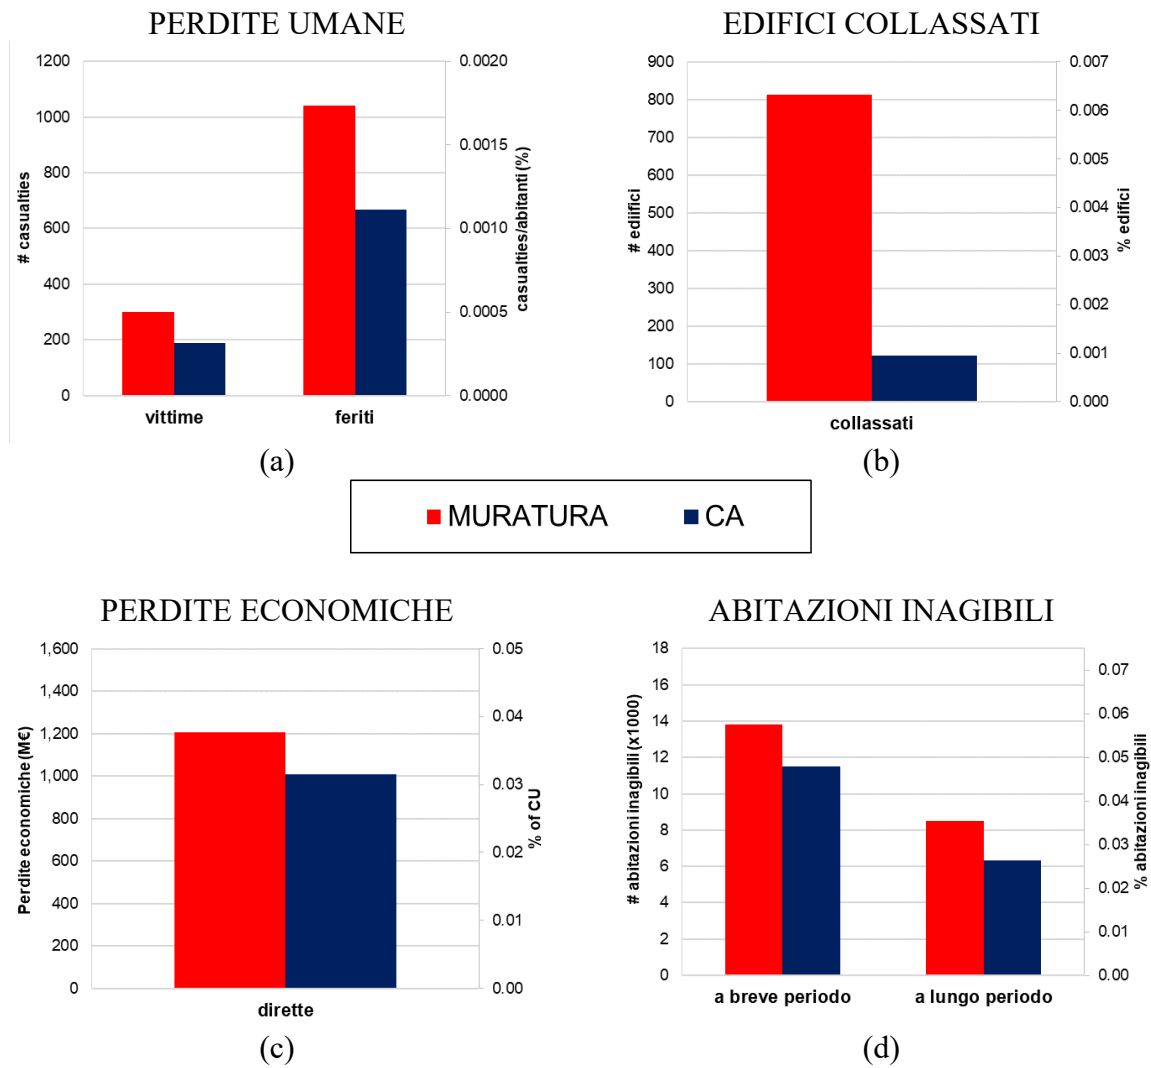 PERDITE UMANE
1200
1000
800
600
400
200
0
# casualties
0.0020
0.0015
0.0010
0.0005
0.0000
casualties/abitanti (%)
vittime
feriti
(a)
EDIFICI COLLASSATI
900
800
700
600
500
400
300
200
100
0
# ediifici
0.007
0.006
0.005
0.004
0.003
0.002
0.001
0.000
% edifici
collassati
(b)
MURATURA CA
PERDITE ECONOMICHE
1,600
1,400
1,200
1,000
800
600
400
200
0
Perdite economiche (M€)
0.05
0.04
0.03
0.02
0.01
0.00
% of CU
dirette
(c)
ABITAZIONI INAGIBILI
18
16
14
12
10
8
6
4
2
0
# abitazioni inagibili (x1000)
0.07
0.06
0.05
0.04
0.03
0.02
0.01
0.00
% abitazioni inagibili
a breve periodo
a lungo periodo
(d)